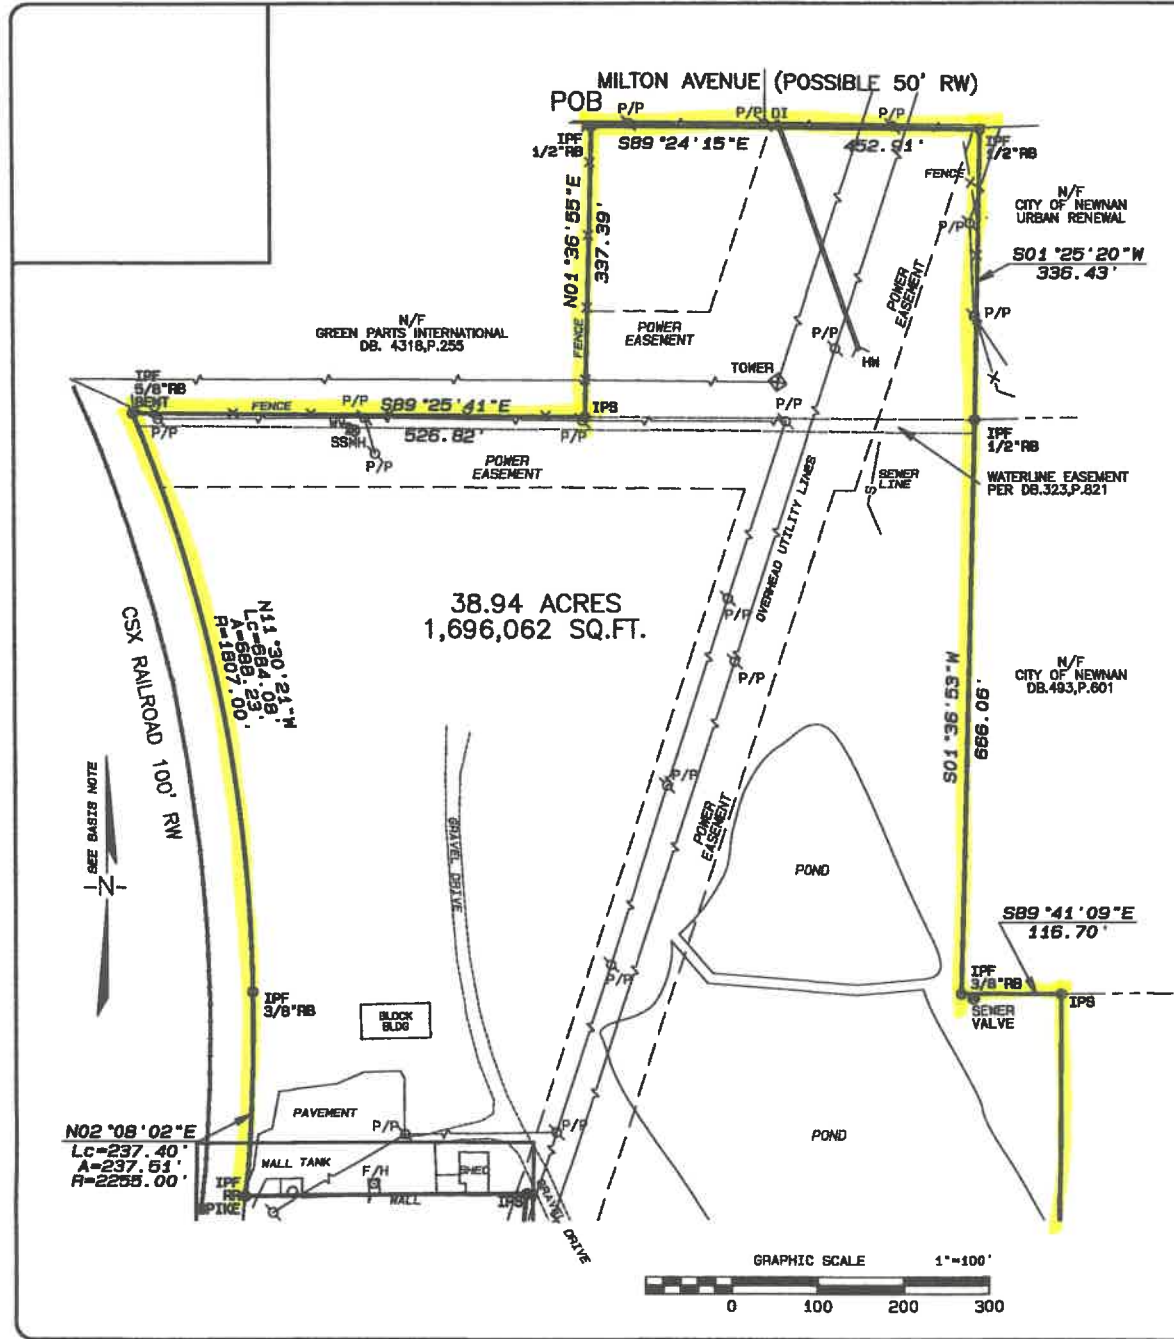 MILTON AVENUE (POSSIBLE 50' RW)
POB
P/P
P/P DI
P/P
IPF
1/2"RB
S89°24'15"E
452.91'
IPF
1/2"RB
FENCE
N/F
CITY OF NEWNAN
URBAN RENEWAL
P/P
S01°25'20"W
336.43'
N01°36'55"E
337.39'
FENCE
POWER
EASEMENT
N/F
GREEN PARTS INTERNATIONAL
DB. 4318,P.255
POWER
EASEMENT
P/P
P/P
HW
TOWER
IPF
5/8"RB
BENT
FENCE
P/P
S89°25'41"E
IPS
P/P
P/P
WV
SSMH
526.82'
P/P
P/P
IPF
1/2"RB
POWER
EASEMENT
SEWER
LINE
S
WATERLINE EASEMENT
PER DB.323,P.821
OVERHEAD UTILITY LINES
38.94 ACRES
1,696,062 SQ.FT.
N11°30'21"W
Lc=684.08'
A=688.23'
R=1807.00'
CSX RAILROAD 100' RW
P/P
P/P
N/F
CITY OF NEWNAN
DB.493,P.601
S01°36'53"W
666.06'
SEE BASIS NOTE
N
P/P
POWER
EASEMENT
GRAVEL DRIVE
POND
S89°41'09"E
116.70'
P/P
IPF
3/8"RB
IPF
3/8"RB
IPS
SEWER
VALVE
BLOCK
BLDG
PAVEMENT
P/P
P/P
POND
N02°08'02"E
Lc=237.40'
A=237.51'
R=2255.00'
WALL TANK
F/H
SHED
IPF
RR
SPIKE
WALL
IPS
GRAVEL DRIVE
GRAPHIC SCALE 1"=100'
0 100 200 300